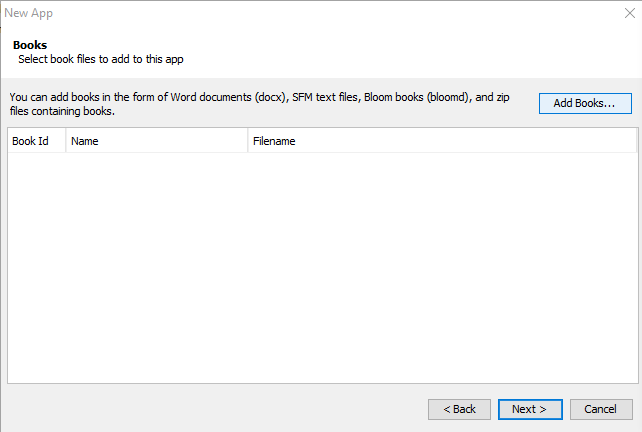 New App
Books
Select book files to add to this app
You can add books in the form of Word documents (docx), SFM text files, Bloom books (bloomd), and zip
files containing books.
Add Books...
Book Id Name Filename
< Back Next > Cancel